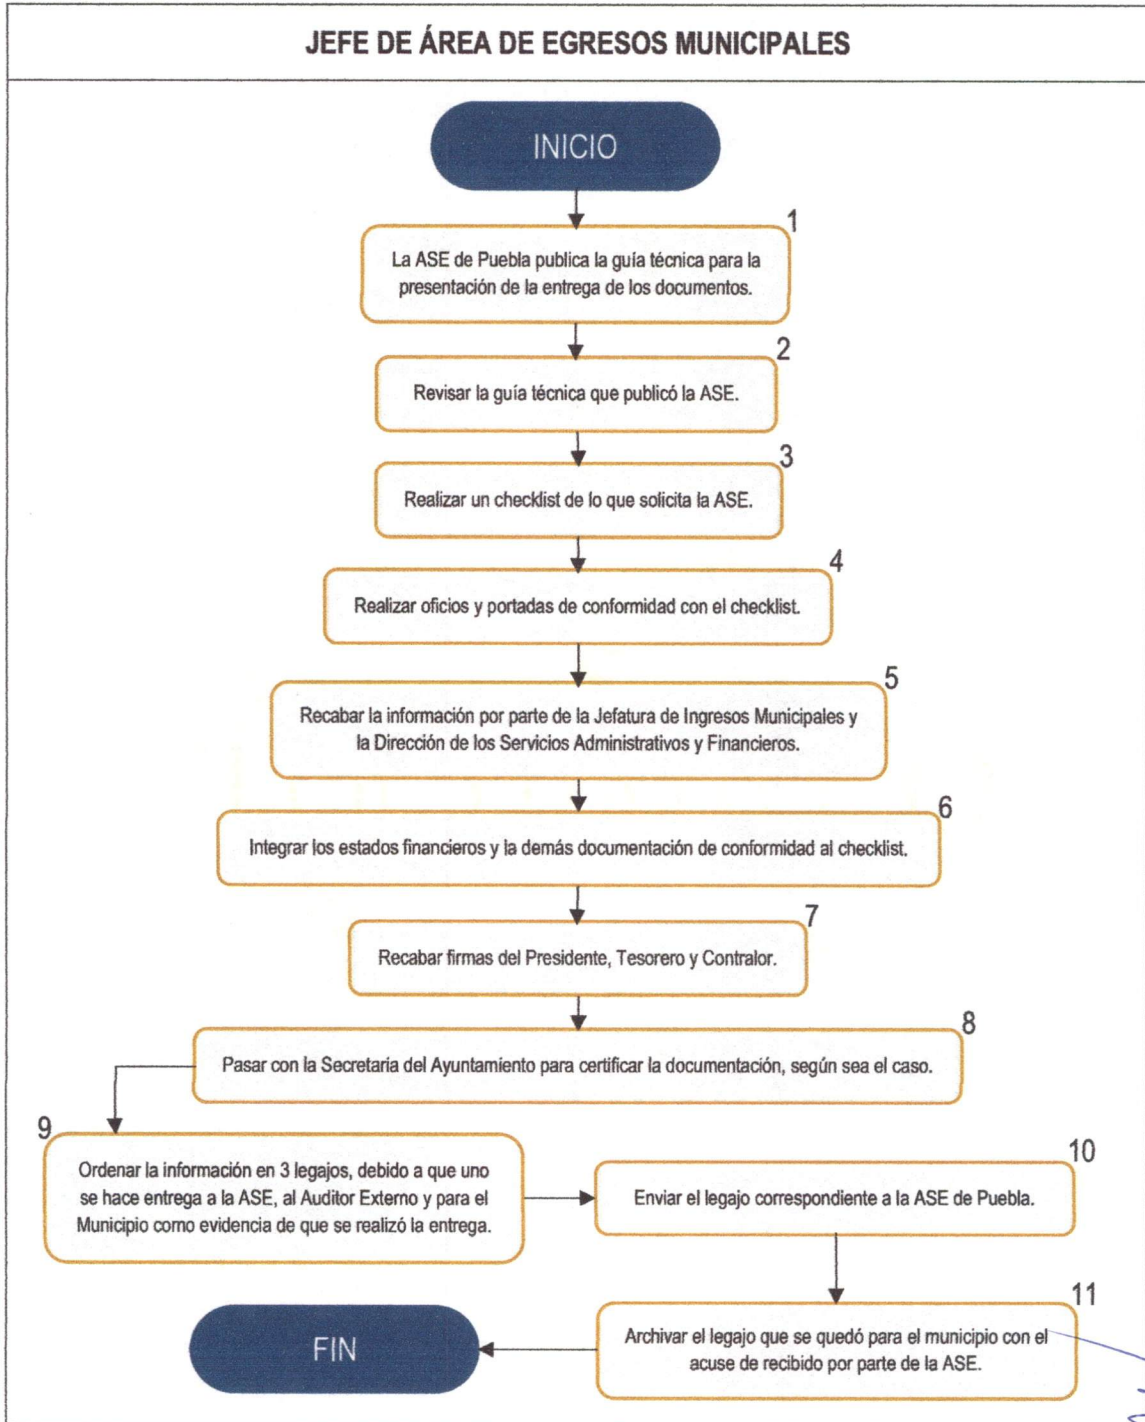 JEFE DE ÁREA DE EGRESOS MUNICIPALES
INICIO
1
La ASE de Puebla publica la guía técnica para la
presentación de la entrega de los documentos.
2
Revisar la guía técnica que publicó la ASE.
3
Realizar un checklist de lo que solicita la ASE.
4
Realizar oficios y portadas de conformidad con el checklist.
5
Recabar la información por parte de la Jefatura de Ingresos Municipales y
la Dirección de los Servicios Administrativos y Financieros.
6
Integrar los estados financieros y la demás documentación de conformidad al checklist.
7
Recabar firmas del Presidente, Tesorero y Contralor.
8
Pasar con la Secretaria del Ayuntamiento para certificar la documentación, según sea el caso.
9
Ordenar la información en 3 legajos, debido a que uno
se hace entrega a la ASE, al Auditor Externo y para el
Municipio como evidencia de que se realizó la entrega.
10
Enviar el legajo correspondiente a la ASE de Puebla.
11
Archivar el legajo que se quedó para el municipio con el
acuse de recibido por parte de la ASE.
FIN